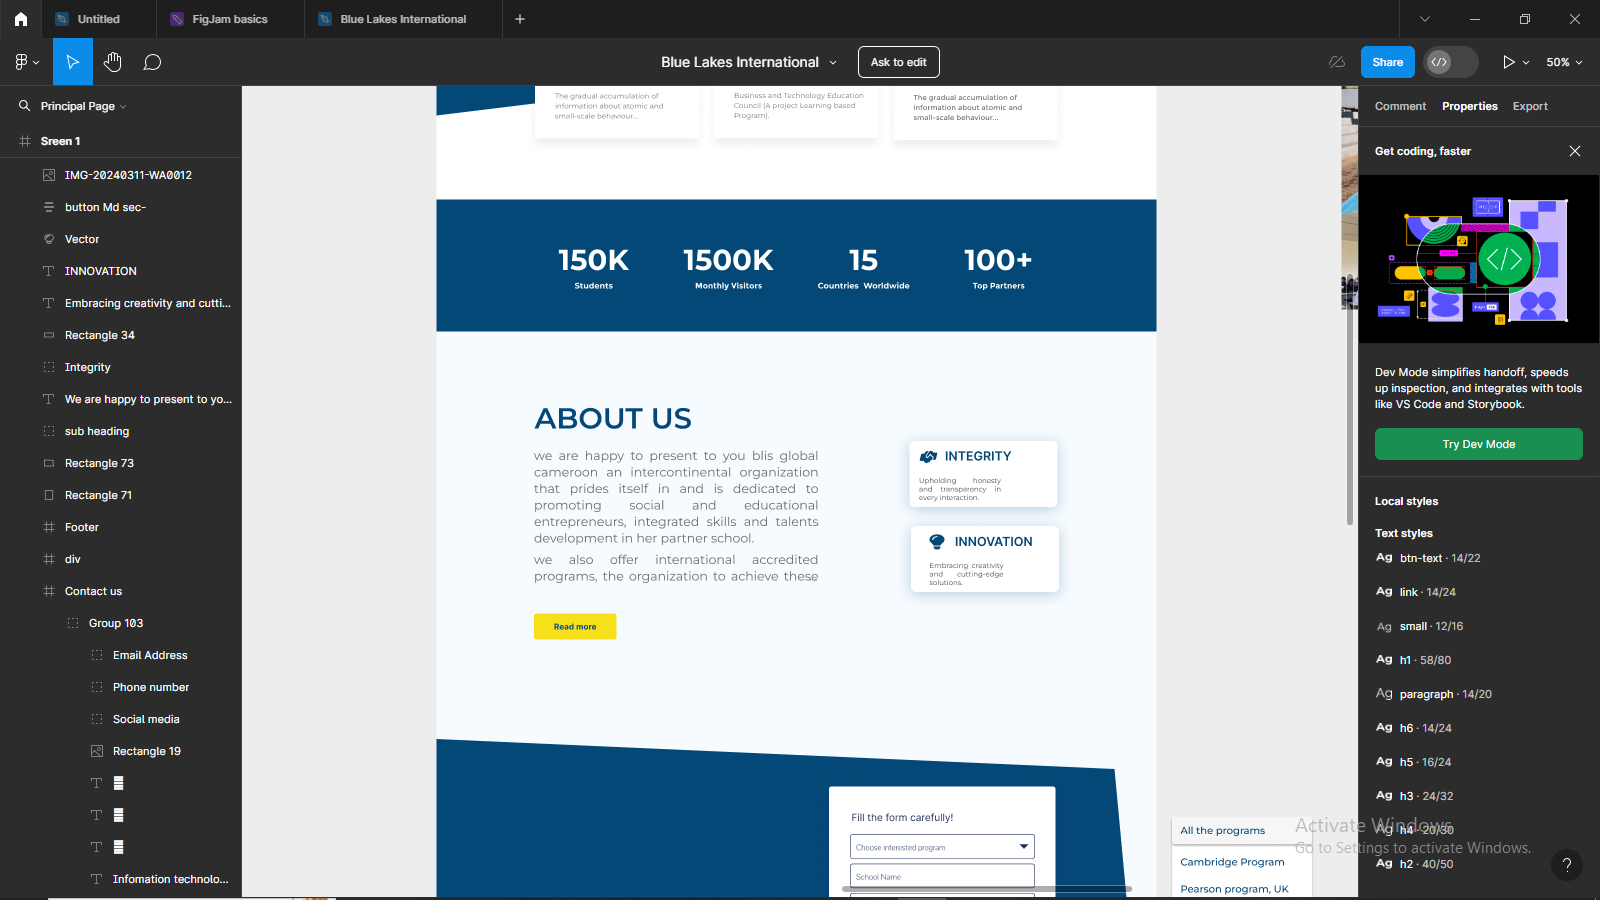 Untitled
FigJam basics
Blue Lakes International
Blue Lakes International
Ask to edit
Share
50%
Principal Page
Sreen 1
IMG-20240311-WA0012
button Md sec-
Vector
INNOVATION
Embracing creativity and cutti...
Rectangle 34
Integrity
We are happy to present to yo...
sub heading
Rectangle 73
Rectangle 71
Footer
div
Contact us
Group 103
Email Address
Phone number
Social media
Rectangle 19
Infomation technolo...
The gradual accumulation of
information about atomic and
small-scale behaviour...
Business and Technology Education
Council (A project Learning based
Program).
The gradual accumulation of
information about atomic and
small-scale behaviour...
150K
Students
1500K
Monthly Visitors
15
Countries Worldwide
100+
Top Partners
ABOUT US
we are happy to present to you blis global
cameroon an intercontinental organization
that prides itself in and is dedicated to
promoting social and educational
entrepreneurs, integrated skills and talents
development in her partner school.
we also offer international accredited
programs, the organization to achieve these
Read more
INTEGRITY
Upholding honesty
and transparency in
every interaction.
INNOVATION
Embracing creativity
and cutting-edge
solutions.
Fill the form carefully!
Choose interested program
School Name
All the programs
Cambridge Program
Pearson program, UK
Comment
Properties
Export
Get coding, faster
Dev Mode simplifies handoff, speeds
up inspection, and integrates with tools
like VS Code and Storybook.
Try Dev Mode
Local styles
Text styles
Ag btn-text · 14/22
Ag link · 14/24
Ag small · 12/16
Ag h1 · 58/80
Ag paragraph · 14/20
Ag h6 · 14/24
Ag h5 · 16/24
Ag h3 · 24/32
Ag h4 · 20/30
Ag h2 · 40/50
Activate Windows
Go to Settings to activate Windows.
?